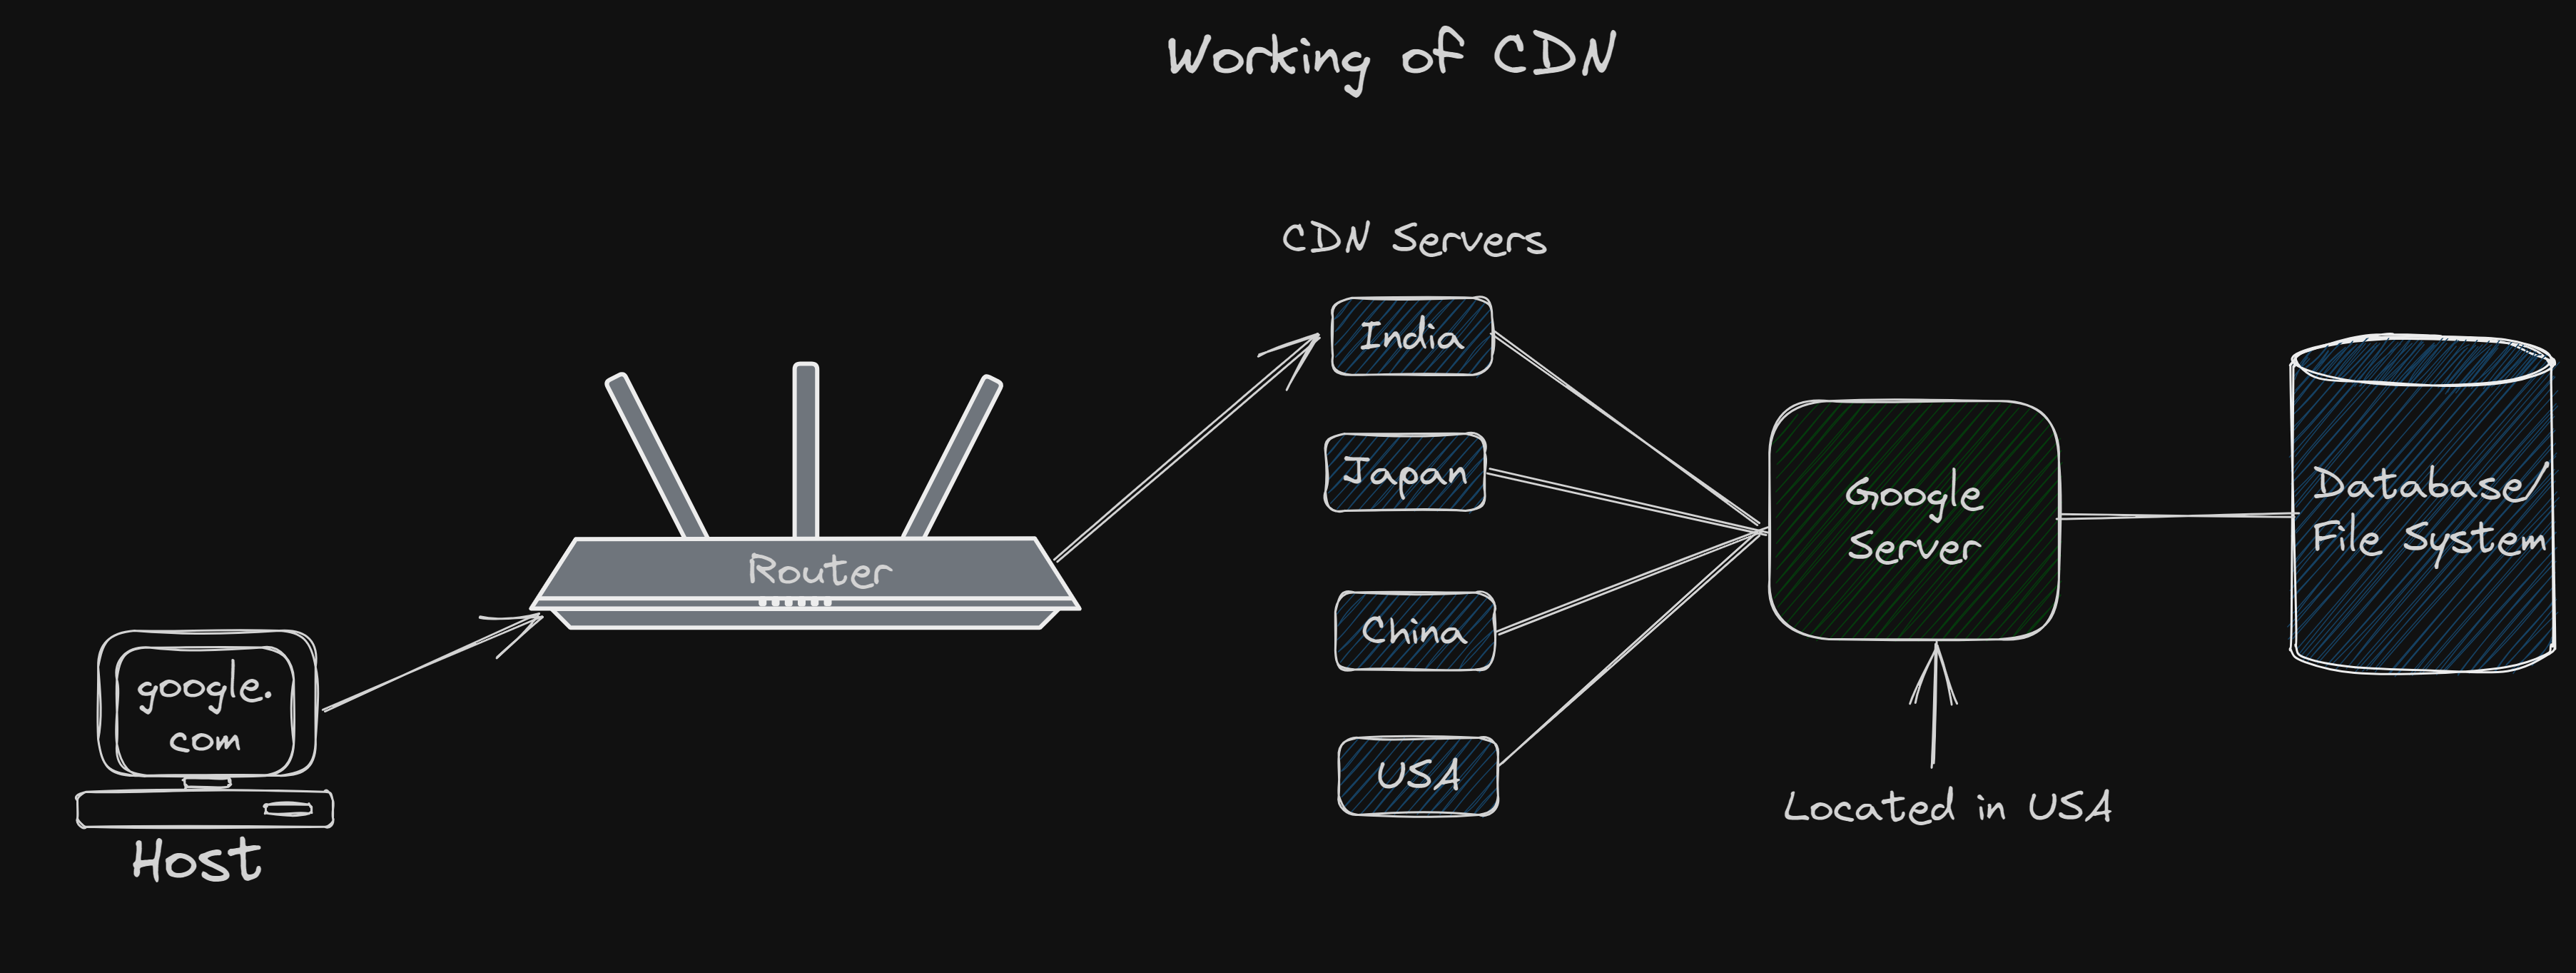 Working of CDN
CDN Servers
India
Japan
China
USA
Router
google.
com
Host
Google
Server
Located in USA
Database/
File System